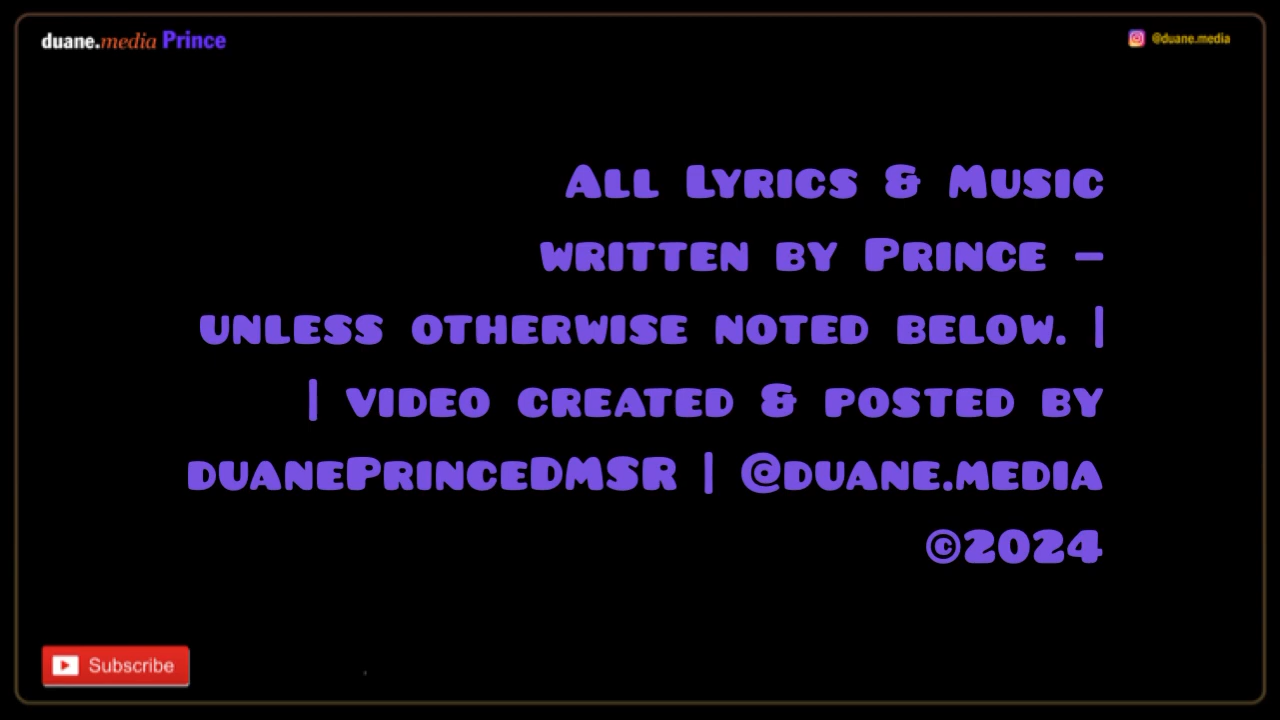 duane.media Prince
@duane.media
All Lyrics & Music
written by Prince –
unless otherwise noted below. |
| video created & posted by
duanePrinceDMSR | @duane.media
©2024
Subscribe